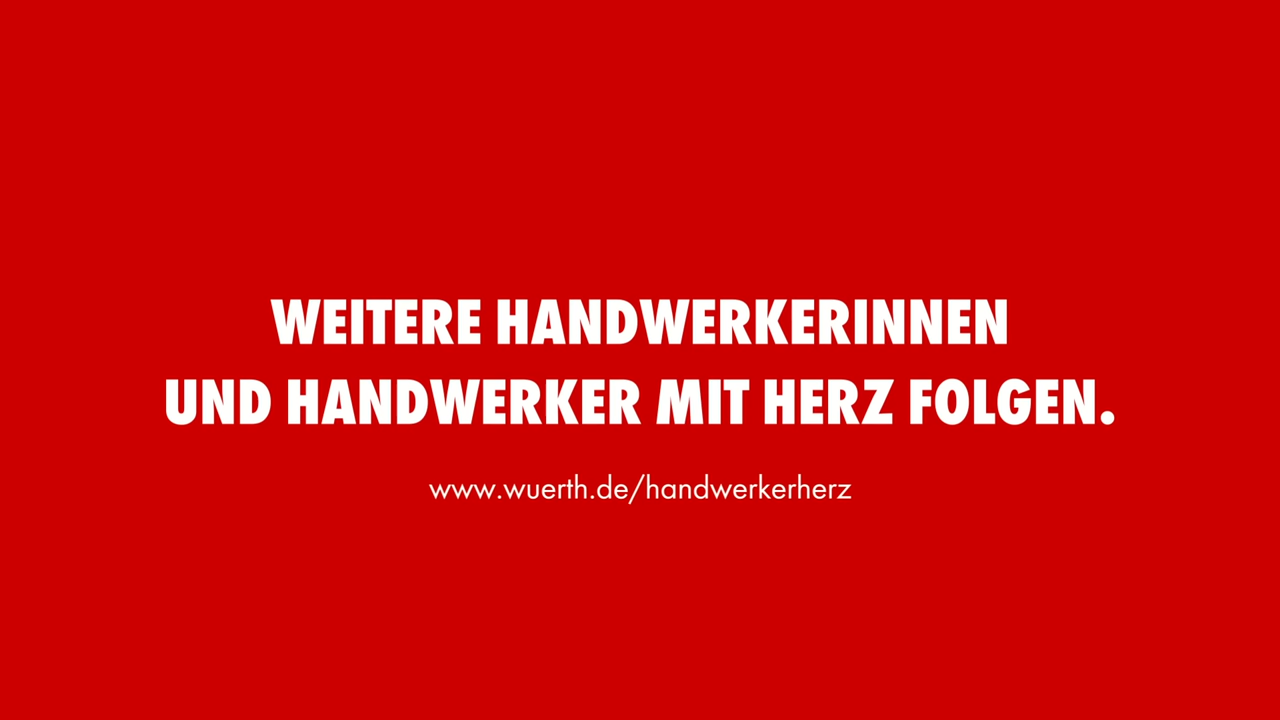 WEITERE HANDWERKERINNEN
UND HANDWERKER MIT HERZ FOLGEN.
www.wuerth.de/handwerkerherz